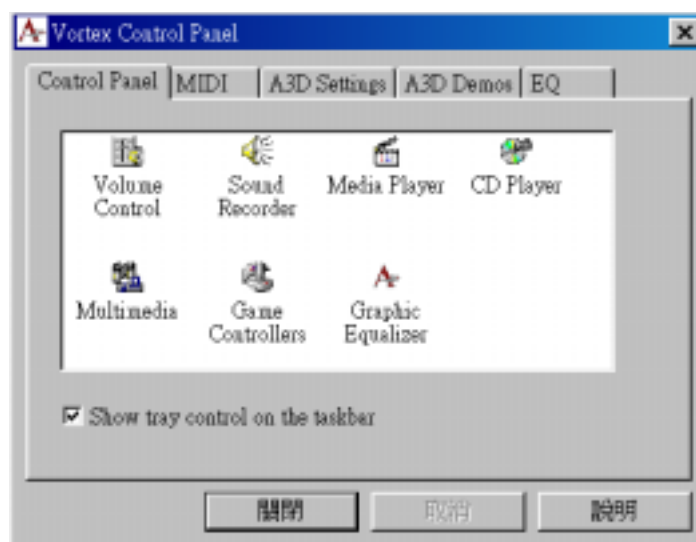 Vortex Control Panel
Control Panel MIDI A3D Settings A3D Demos EQ
Volume Control
Sound Recorder
Media Player
CD Player
Multimedia
Game Controllers
Graphic Equalizer
Show tray control on the taskbar
關閉 取消 說明